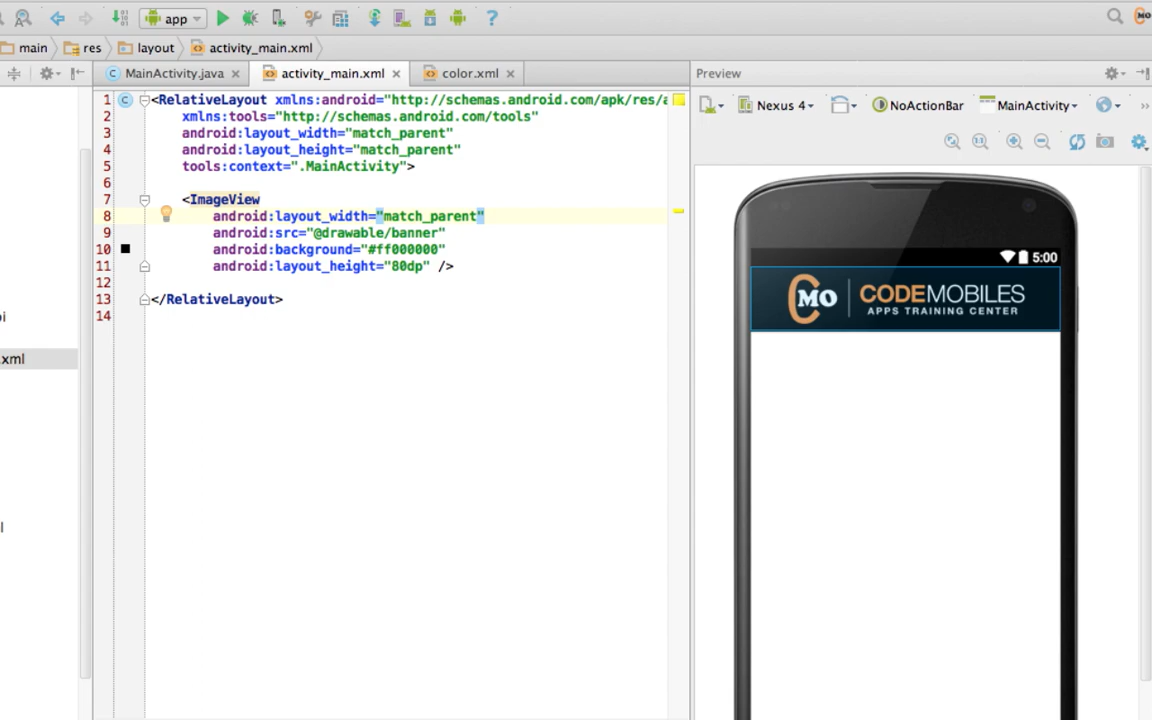 app
?
MO
main res layout activity_main.xml
MainActivity.java activity_main.xml color.xml
Preview
Nexus 4 NoActionBar MainActivity
1 <RelativeLayout xmlns:android="http://schemas.android.com/apk/res/a
2 xmlns:tools="http://schemas.android.com/tools"
3 android:layout_width="match_parent"
4 android:layout_height="match_parent"
5 tools:context=".MainActivity">
6
7 <ImageView
8 android:layout_width="match_parent"
9 android:src="@drawable/banner"
10 android:background="#ff000000"
11 android:layout_height="80dp" />
12
13 </RelativeLayout>
14
.xml
5:00
CMO CODEMOBILES
APPS TRAINING CENTER